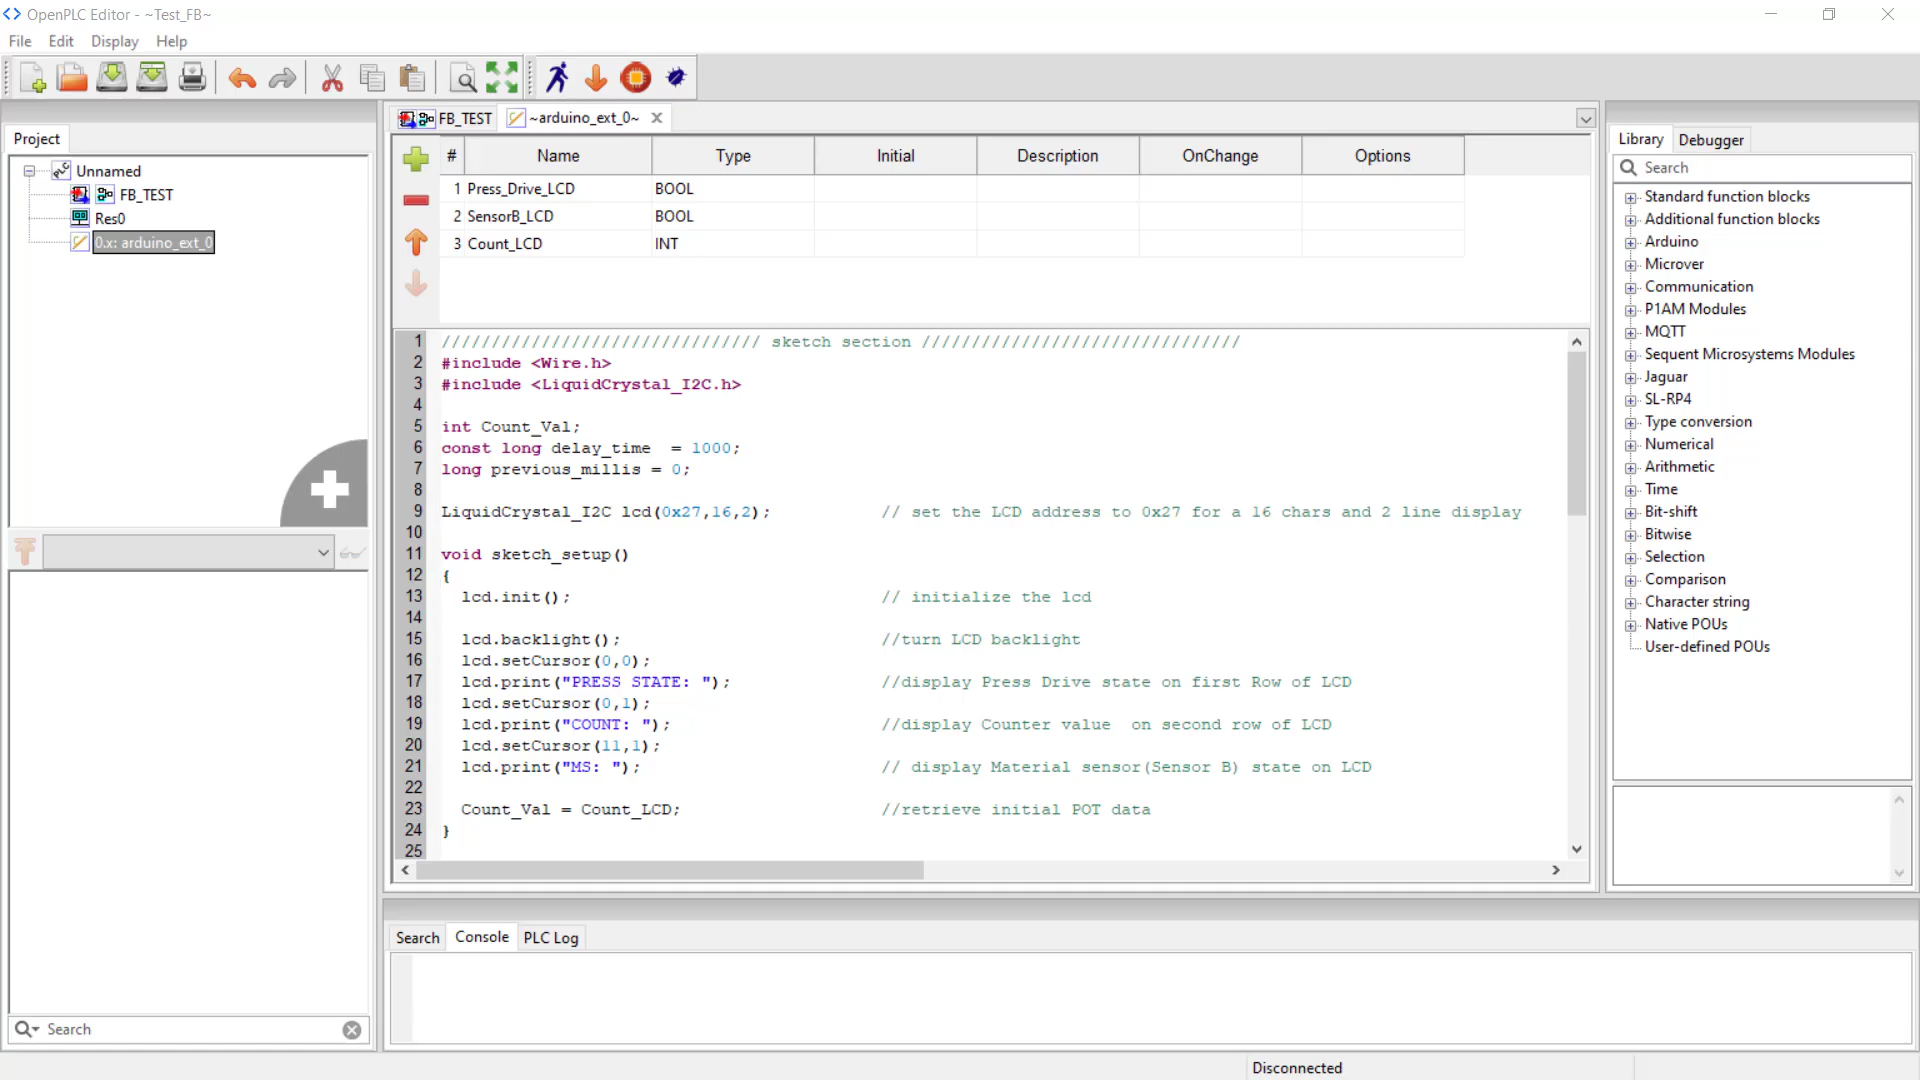 OpenPLC Editor - ~Test_FB~
File Edit Display Help
Project
Unnamed
FB_TEST
Res0
0.x: arduino_ext_0
Search
FB_TEST ~arduino_ext_0~
# Name Type Initial Description OnChange Options
1 Press_Drive_LCD BOOL
2 SensorB_LCD BOOL
3 Count_LCD INT
1 //////////////////////////////// sketch section ////////////////////////////////
2 #include <Wire.h>
3 #include <LiquidCrystal_I2C.h>
4
5 int Count_Val;
6 const long delay_time  = 1000;
7 long previous_millis = 0;
8
9 LiquidCrystal_I2C lcd(0x27,16,2); // set the LCD address to 0x27 for a 16 chars and 2 line display
10
11 void sketch_setup()
12 {
13 lcd.init(); // initialize the lcd
14
15 lcd.backlight(); //turn LCD backlight
16 lcd.setCursor(0,0);
17 lcd.print("PRESS STATE: "); //display Press Drive state on first Row of LCD
18 lcd.setCursor(0,1);
19 lcd.print("COUNT: "); //display Counter value  on second row of LCD
20 lcd.setCursor(11,1);
21 lcd.print("MS: "); // display Material sensor(Sensor B) state on LCD
22
23 Count_Val = Count_LCD; //retrieve initial POT data
24 }
25
Search Console PLC Log
Library Debugger
Search
Standard function blocks
Additional function blocks
Arduino
Microver
Communication
P1AM Modules
MQTT
Sequent Microsystems Modules
Jaguar
SL-RP4
Type conversion
Numerical
Arithmetic
Time
Bit-shift
Bitwise
Selection
Comparison
Character string
Native POUs
User-defined POUs
Disconnected